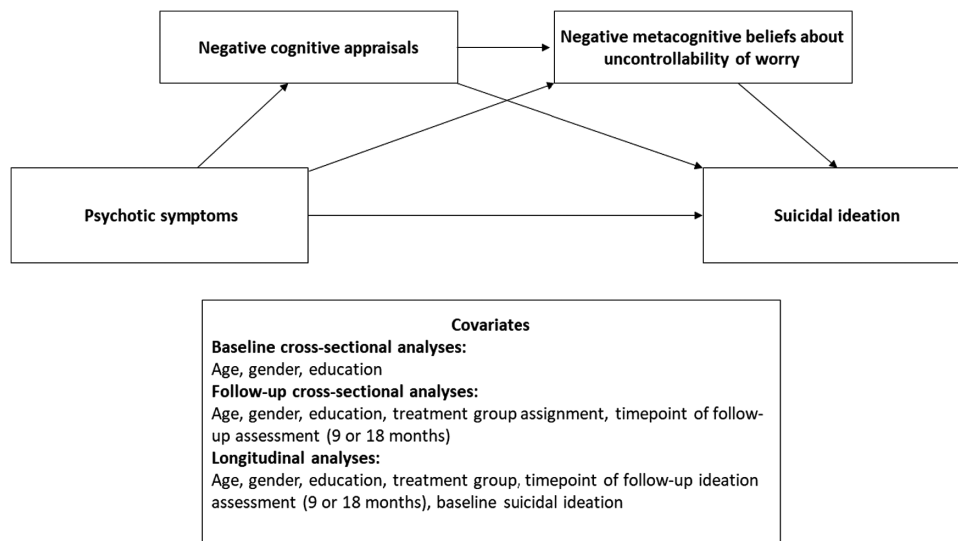 Negative cognitive appraisals
Negative metacognitive beliefs about
uncontrollability of worry
Psychotic symptoms
Suicidal ideation
Covariates
Baseline cross-sectional analyses:
Age, gender, education
Follow-up cross-sectional analyses:
Age, gender, education, treatment group assignment, timepoint of follow-
up assessment (9 or 18 months)
Longitudinal analyses:
Age, gender, education, treatment group, timepoint of follow-up ideation
assessment (9 or 18 months), baseline suicidal ideation